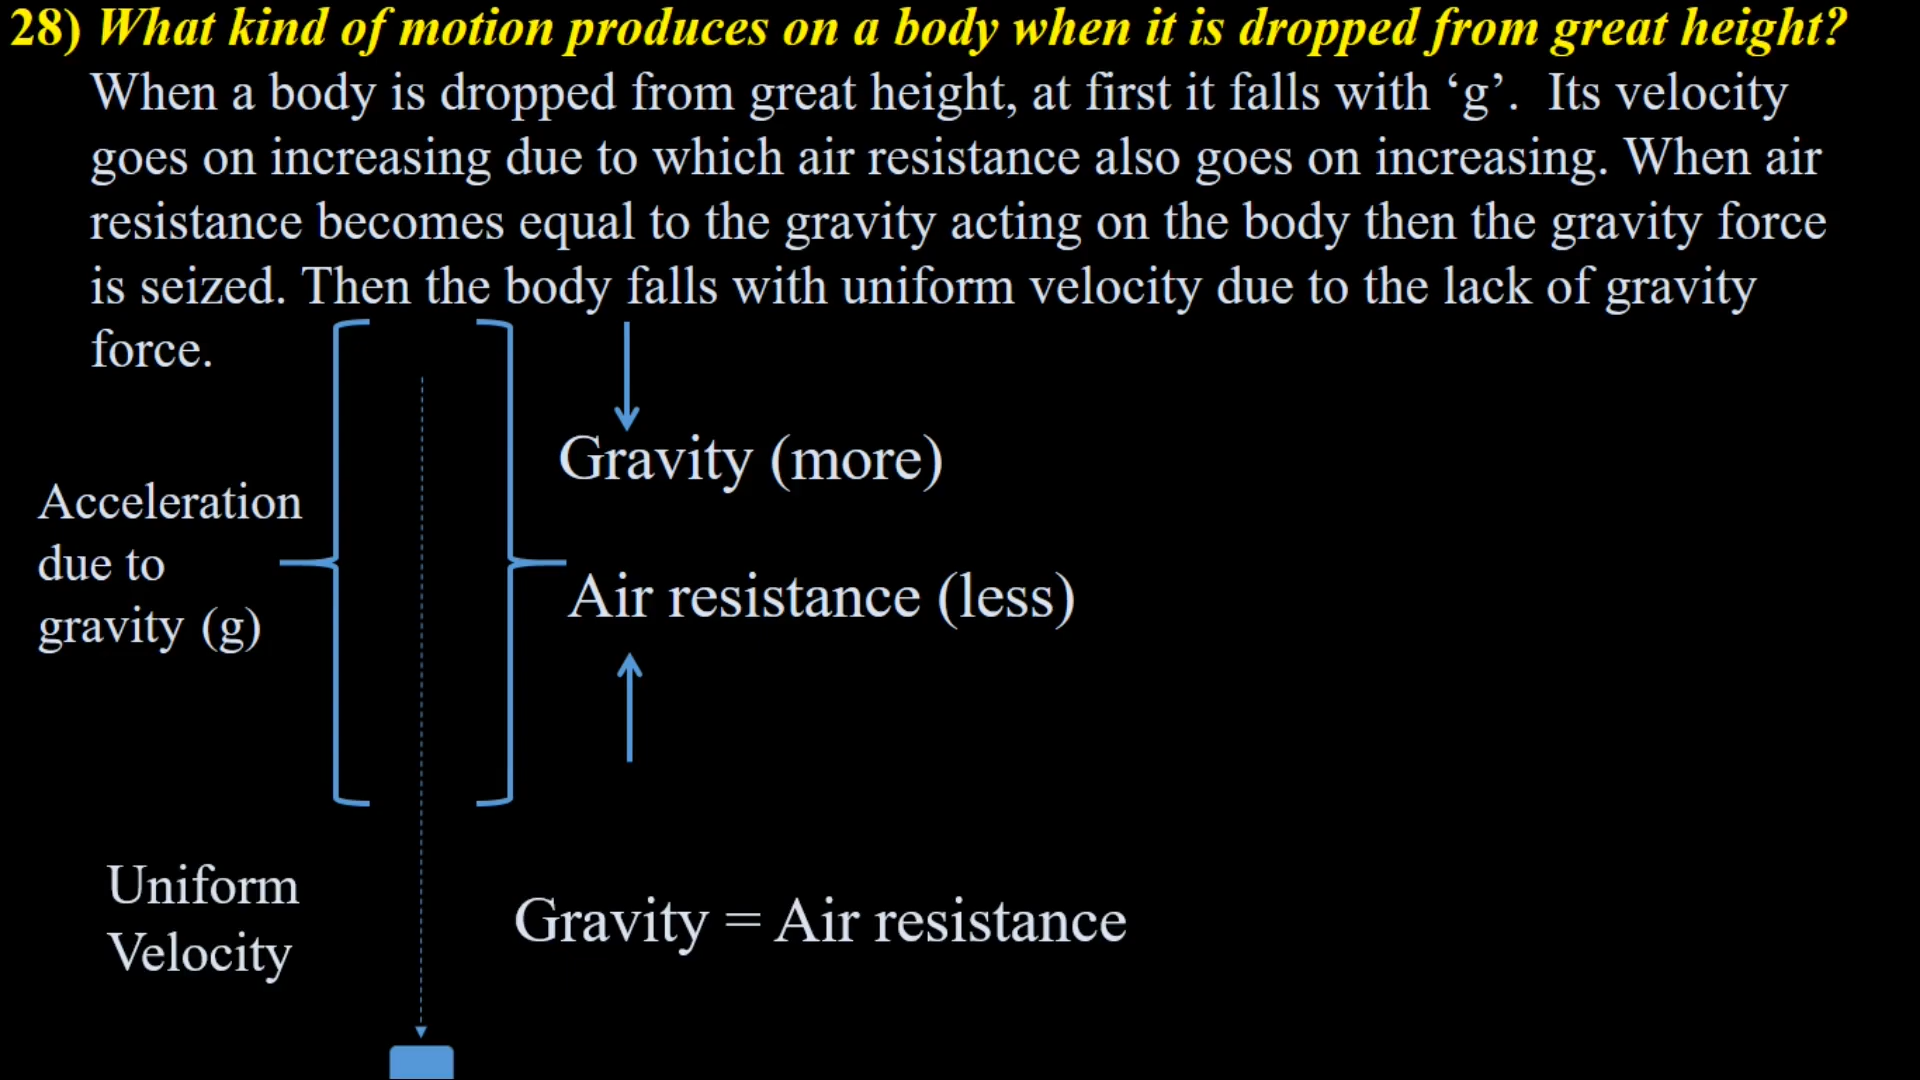 28) What kind of motion produces on a body when it is dropped from great height?
When a body is dropped from great height, at first it falls with ‘g’. Its velocity
goes on increasing due to which air resistance also goes on increasing. When air
resistance becomes equal to the gravity acting on the body then the gravity force
is seized. Then the body falls with uniform velocity due to the lack of gravity
force.
Gravity (more)
Acceleration
due to
gravity (g)
Air resistance (less)
Uniform
Velocity
Gravity = Air resistance